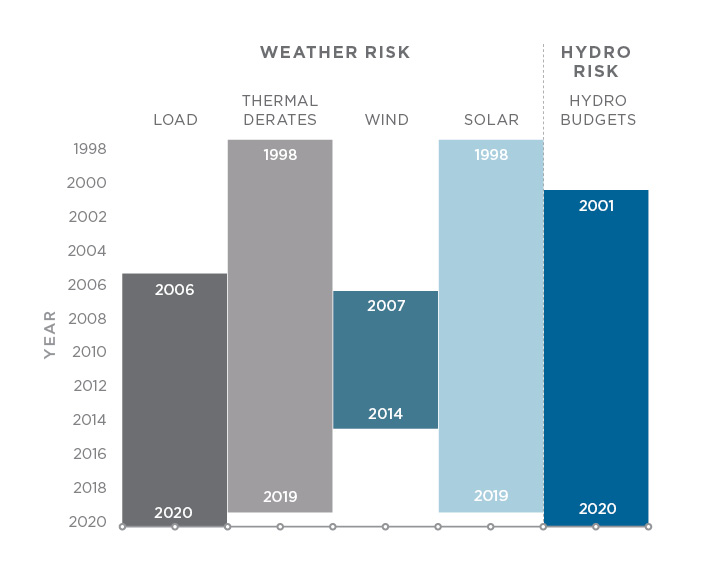 WEATHER RISK
HYDRO
RISK
LOAD
THERMAL
DERATES
WIND
SOLAR
HYDRO
BUDGETS
YEAR
1998
2000
2002
2004
2006
2008
2010
2012
2014
2016
2018
2020
2006
2020
1998
2019
2007
2014
1998
2019
2001
2020